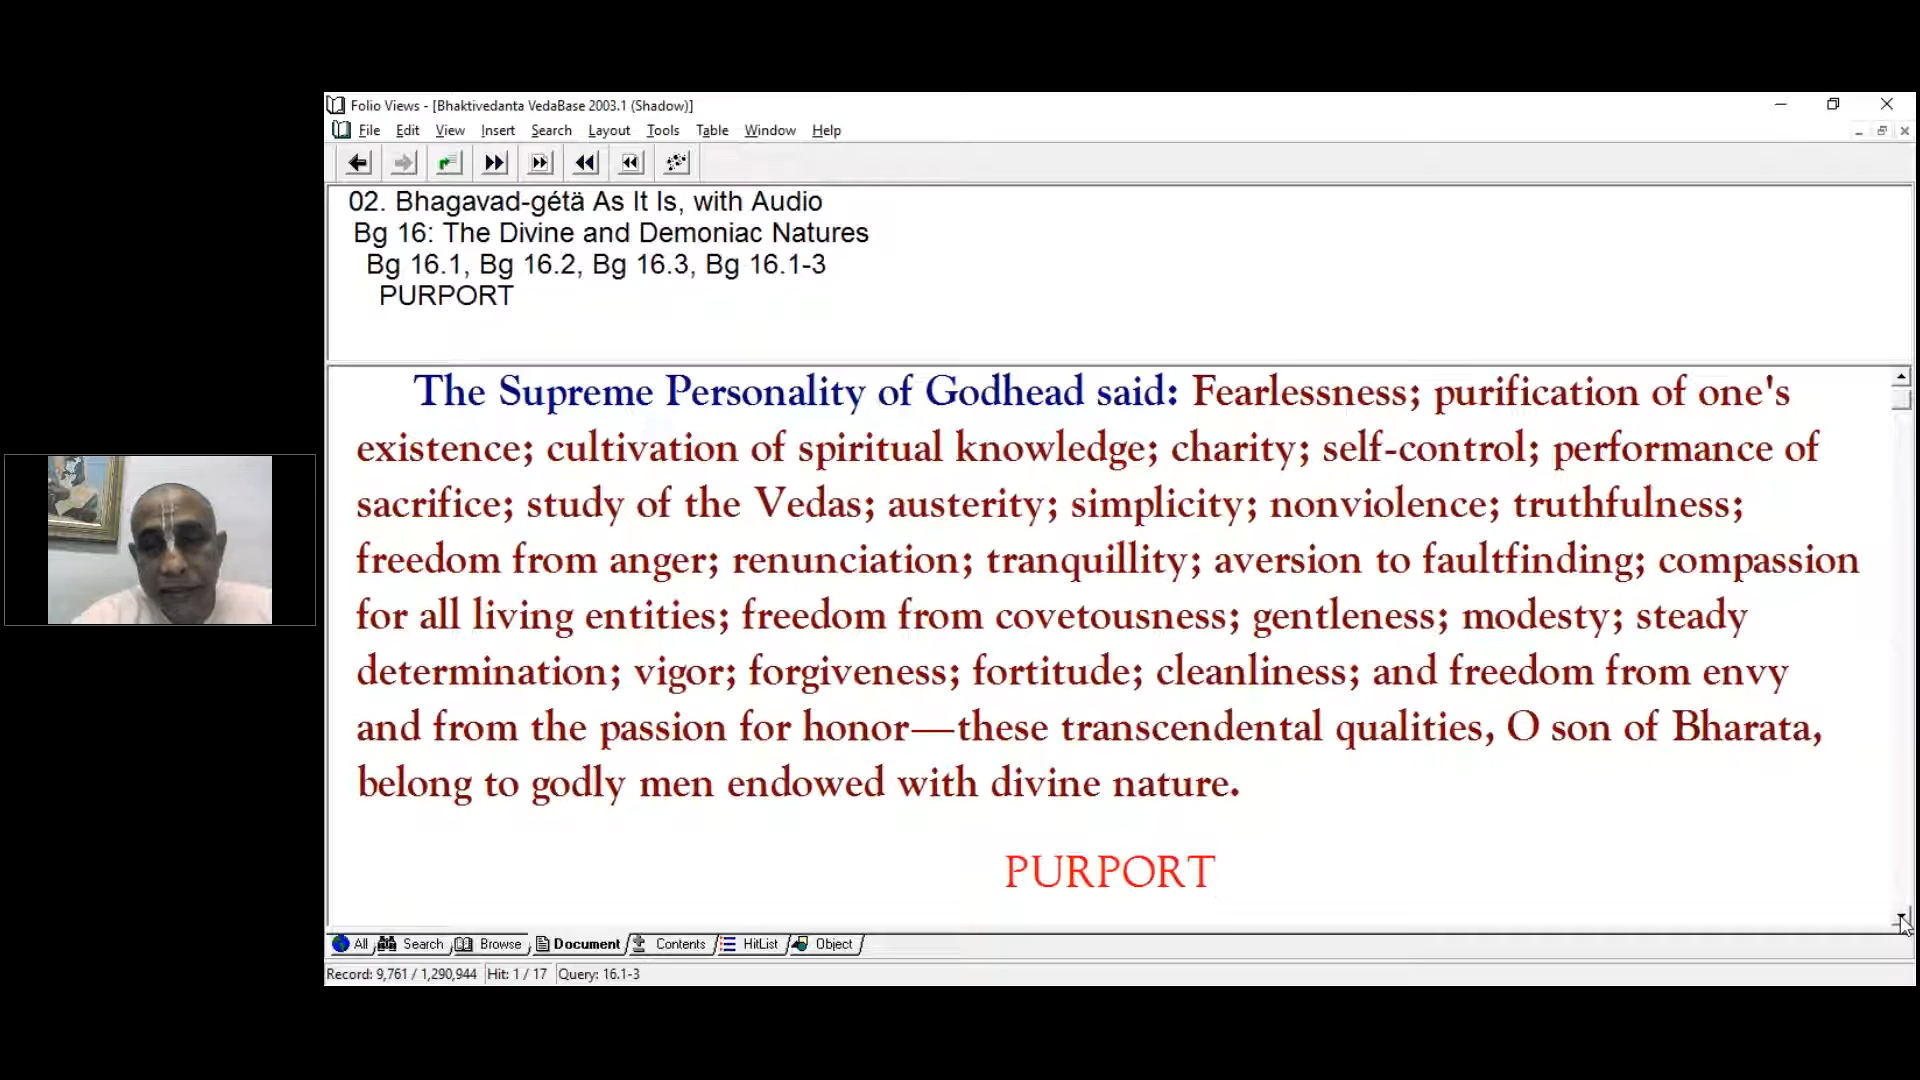 Folio Views - [Bhaktivedanta VedaBase 2003.1 (Shadow)]
File Edit View Insert Search Layout Tools Table Window Help
02. Bhagavad-gétä As It Is, with Audio
Bg 16: The Divine and Demoniac Natures
Bg 16.1, Bg 16.2, Bg 16.3, Bg 16.1-3
PURPORT
The Supreme Personality of Godhead said: Fearlessness; purification of one's
existence; cultivation of spiritual knowledge; charity; self-control; performance of
sacrifice; study of the Vedas; austerity; simplicity; nonviolence; truthfulness;
freedom from anger; renunciation; tranquillity; aversion to faultfinding; compassion
for all living entities; freedom from covetousness; gentleness; modesty; steady
determination; vigor; forgiveness; fortitude; cleanliness; and freedom from envy
and from the passion for honor—these transcendental qualities, O son of Bharata,
belong to godly men endowed with divine nature.
PURPORT
All Search Browse Document Contents HitList Object
Record: 9,761 / 1,290,944 Hit: 1 / 17 Query: 16.1-3